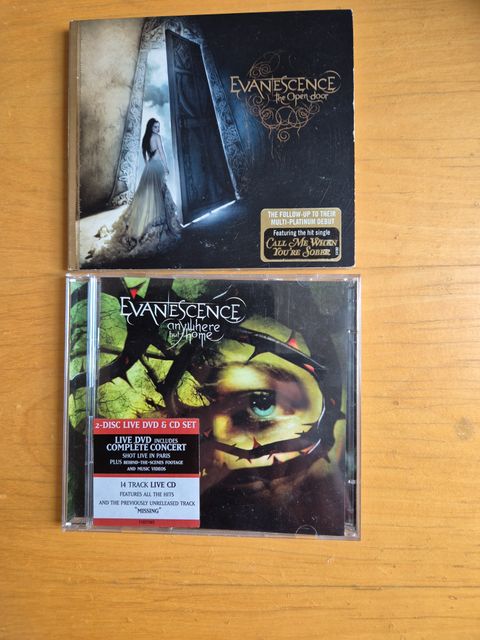 EVANESCENCE
the Open door
THE FOLLOW-UP TO THEIR
MULTI-PLATINUM DEBUT
Featuring the hit single
CALL ME WHEN
YOU'RE SOBER
EVANESCENCE
anywhere
but home
2-DISC LIVE DVD & CD SET
LIVE DVD INCLUDES
COMPLETE CONCERT
SHOT LIVE IN PARIS
PLUS BEHIND-THE-SCENES FOOTAGE
AND MUSIC VIDEOS
14 TRACK LIVE CD
FEATURES ALL THE HITS
AND THE PREVIOUSLY UNRELEASED TRACK
"MISSING"